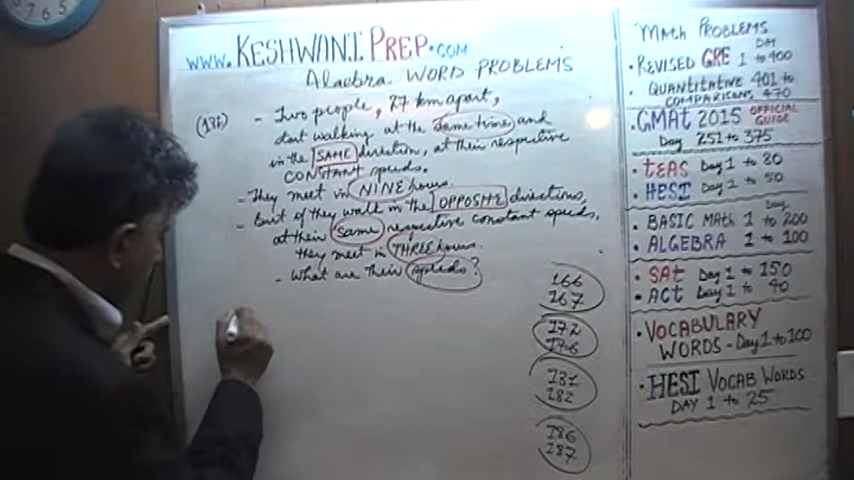 WWW.KESHWANIPREP.COM
Algebra WORD PROBLEMS
- Two people, 27 km apart,
start walking at the same time and
in the SAME direction, at their respective
CONSTANT speeds.
- They meet in NINE hours.
- But if they walk in the OPPOSITE directions,
at their same respective constant speeds,
they meet in THREE hours.
- What are their speeds?
166
167
172
176
181
182
186
187
MATH PROBLEMS
• REVISED GRE DAY 1 to 400
• QUANTITATIVE 401 to
COMPARISONS 470
• GMAT 2015 OFFICIAL GUIDE
Day 251 to 375
• TEAS Day 1 to 80
• HESI Day 1 to 50
• BASIC MATH Day 1 to 200
• ALGEBRA 1 to 100
• SAT Day 1 to 150
• ACT Day 1 to 90
• VOCABULARY
WORDS - Day 1 to 100
• HESI VOCAB WORDS
DAY 1 to 25
7 6 5